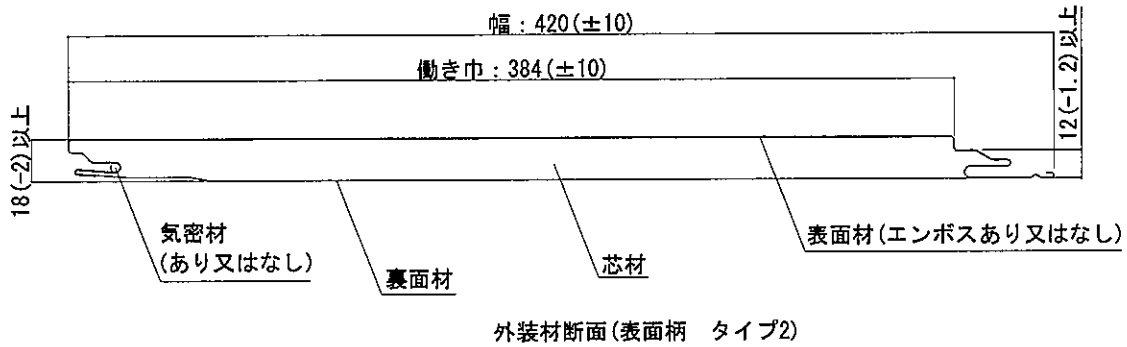 幅:420(±10)
働き巾:384(±10)
12(-1.2)以上
18(-2)以上
気密材
(あり又はなし)
裏面材
芯材
表面材(エンボスあり又はなし)
外装材断面(表面柄 タイプ2)